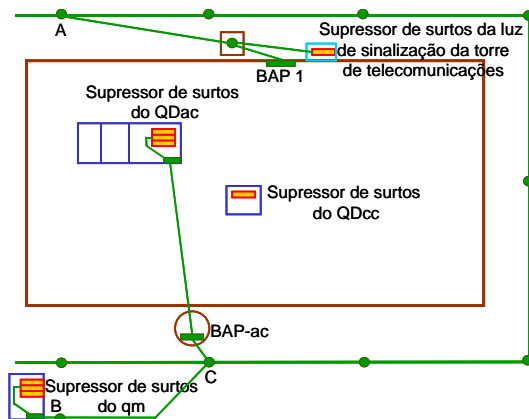 A
Supressor de surtos da luz
de sinalização da torre
de telecomunicações
BAP 1
Supressor de surtos
do QDac
Supressor de surtos
do QDcc
BAP-ac
C
Supressor de surtos
do qm
B